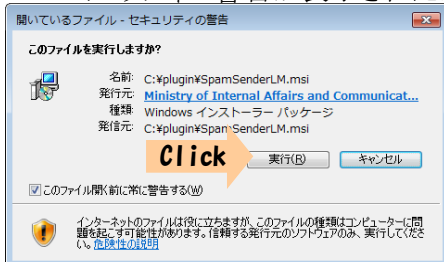 開いているファイル - セキュリティの警告
このファイルを実行しますか?
名前: C:¥plugin¥SpamSenderLM.msi
発行元: Ministry of Internal Affairs and Communicat...
種類: Windows インストーラー パッケージ
発信元: C:¥plugin¥SpamSenderLM.msi
Click
実行(R) キャンセル
このファイル開く前に常に警告する(W)
インターネットのファイルは役に立ちますが、このファイルの種類はコンピューターに問
題を起こす可能性があります。信頼する発行元のソフトウェアのみ、実行してくださ
い。危険性の説明